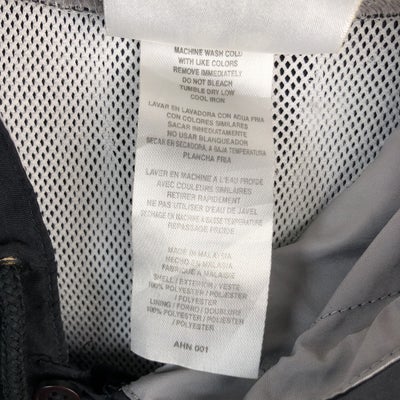 MACHINE WASH COLD
WITH LIKE COLORS
REMOVE IMMEDIATELY
DO NOT BLEACH
TUMBLE DRY LOW
COOL IRON
LAVAR EN LAVADORA CON AGUA FRIA
CON COLORES SIMILARES
SACAR INMEDIATAMENTE
NO USAR BLANQUEADOR
SECAR EN SECADORA, A BAJA TEMPERATURA
PLANCHA FRIA
LAVER EN MACHINE A L'EAU FROIDE
AVEC COULEURS SIMILAIRES
RETIRER RAPIDEMENT
NE PAS UTILISER D'EAU DE JAVEL
SECHAGE EN MACHINE A BASSE TEMPERATURE
REPASSAGE FROID
MADE IN MALAYSIA
HECHO EN MALASIA
FABRIQUE A MALAISIE
SHELL / EXTERIOR / VESTE:
100% POLYESTER / POLIESTER /
POLYESTER
LINING / FORRO / DOUBLORS
100% POLYESTER / POLIESTER /
POLYESTER
AHN 001